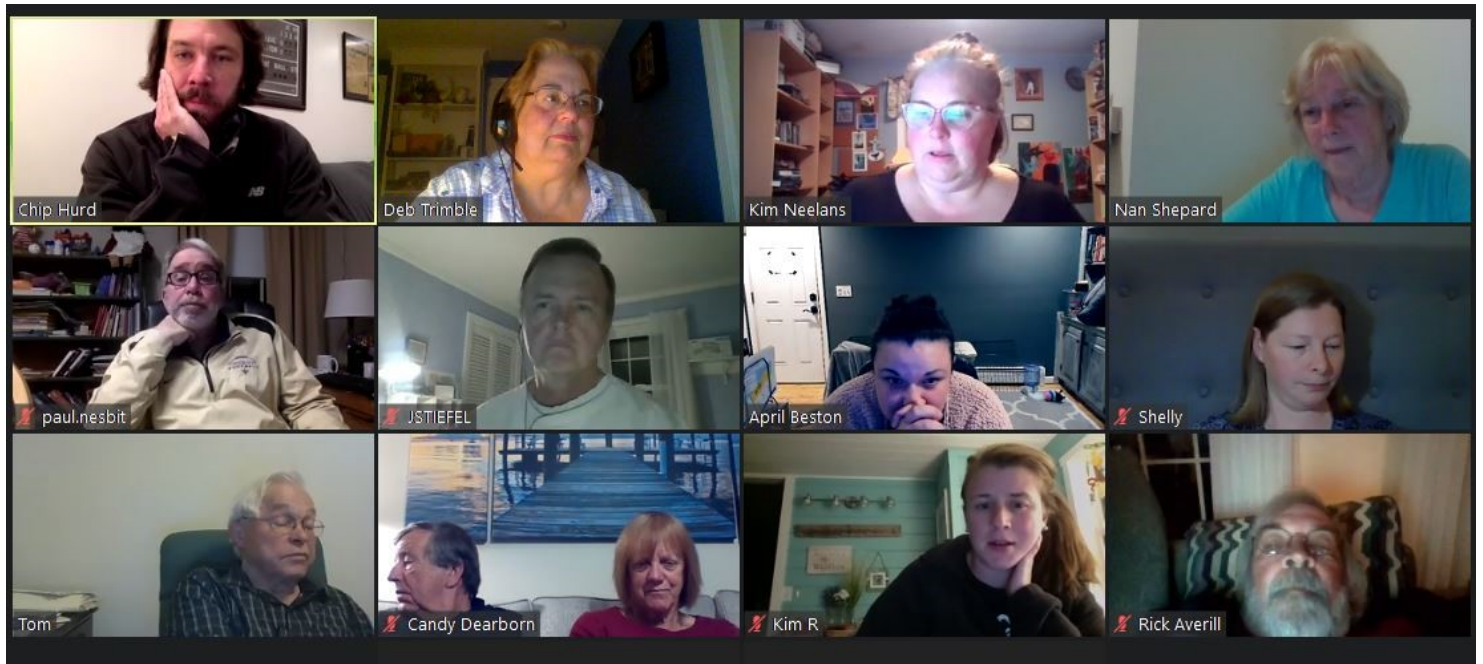 Chip Hurd
Deb Trimble
Kim Neelans
Nan Shepard
NB
paul.nesbit
JSTIEFEL
April Beston
Shelly
Tom
Candy Dearborn
Kim R
Rick Averill